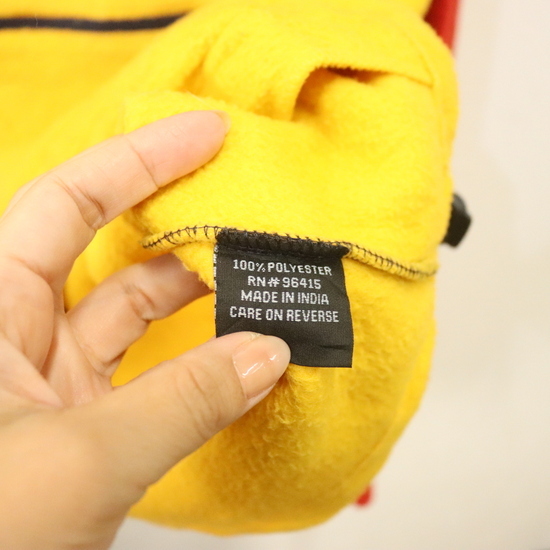 100% POLYESTER
RN# 96415
MADE IN INDIA
CARE ON REVERSE